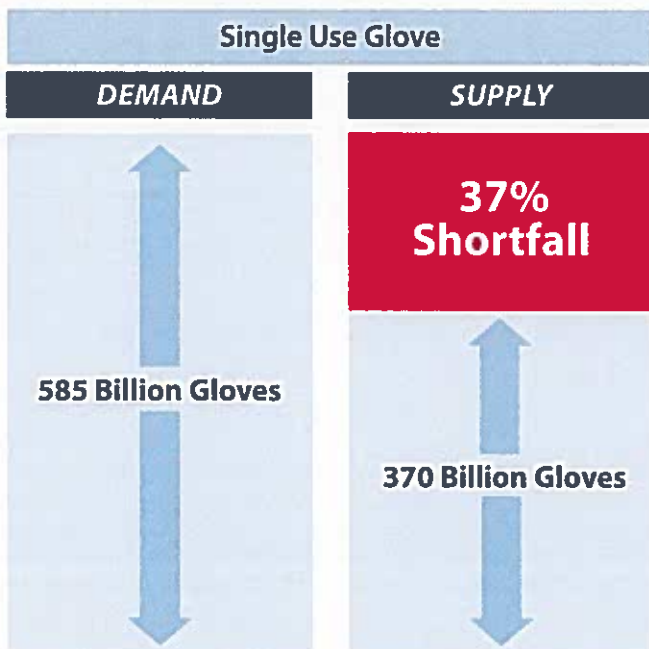 Single Use Glove
DEMAND
SUPPLY
37%
Shortfall
585 Billion Gloves
370 Billion Gloves